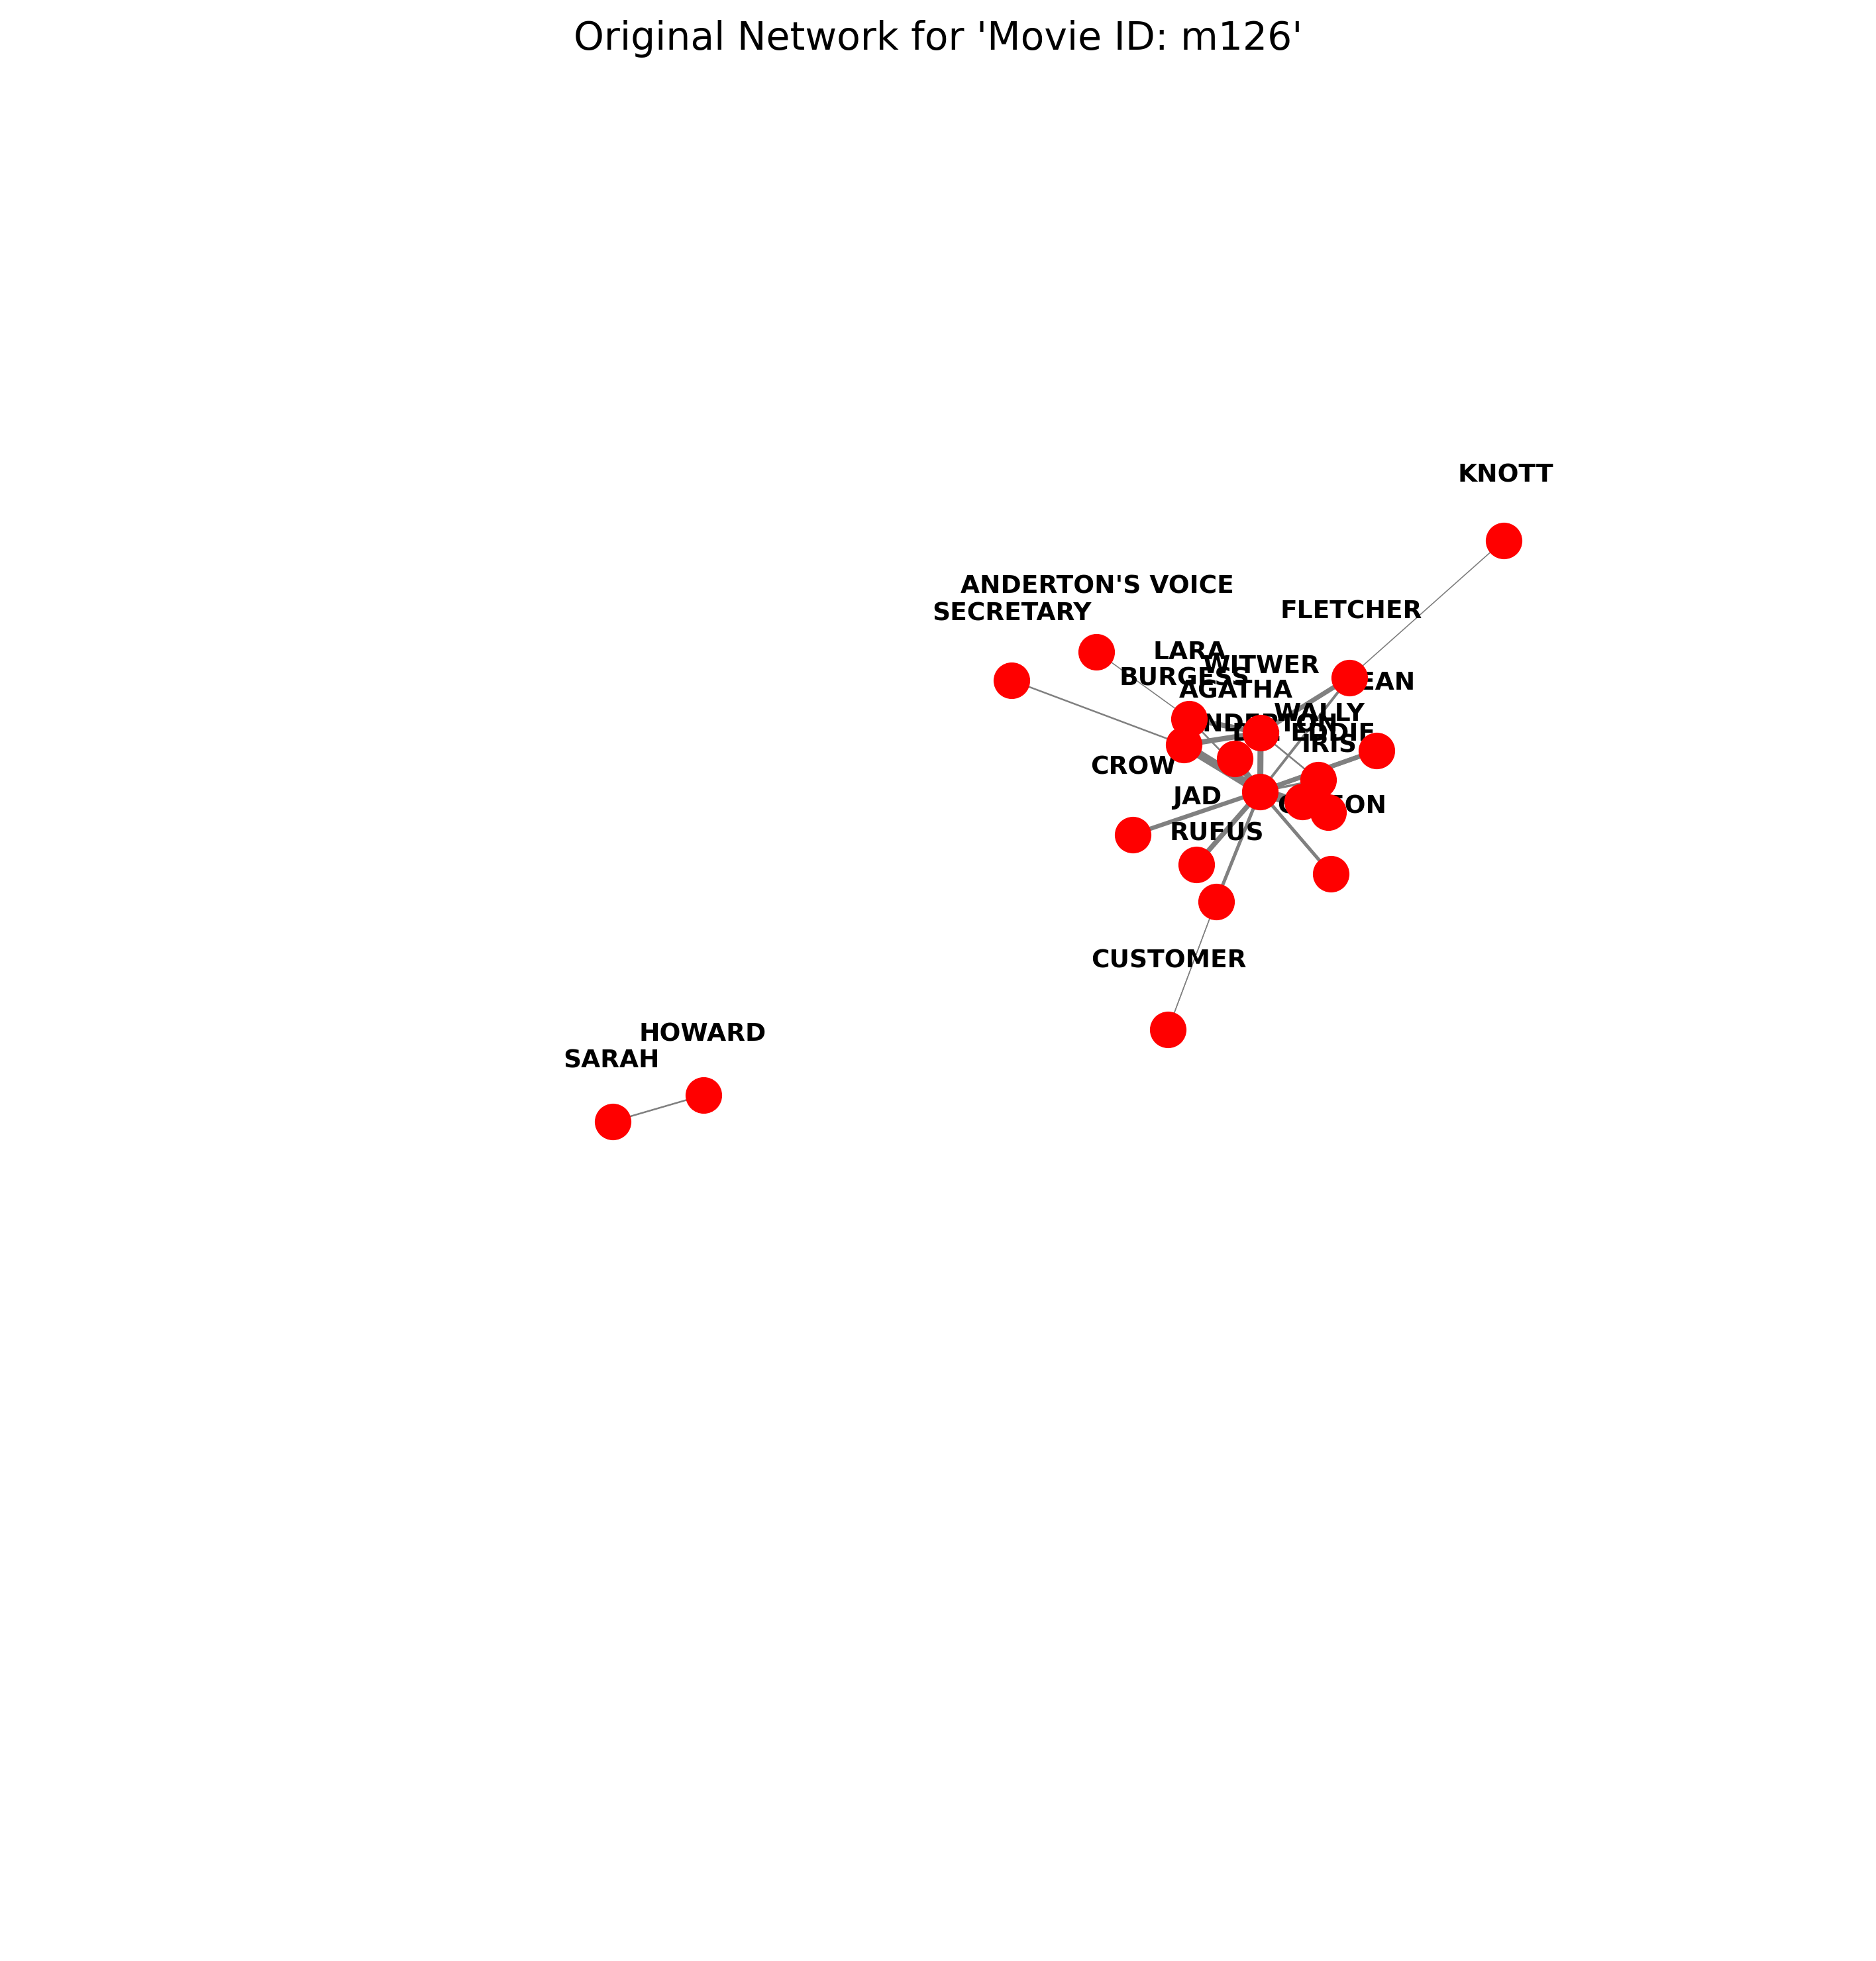 Original Network for 'Movie ID: m126'
KNOTT
ANDERTON'S VOICE
SECRETARY
FLETCHER
LARA
WITWER
BURGESS
AGATHA
WALLY
IRIS
CROW
JAD
RUFUS
CUSTOMER
HOWARD
SARAH